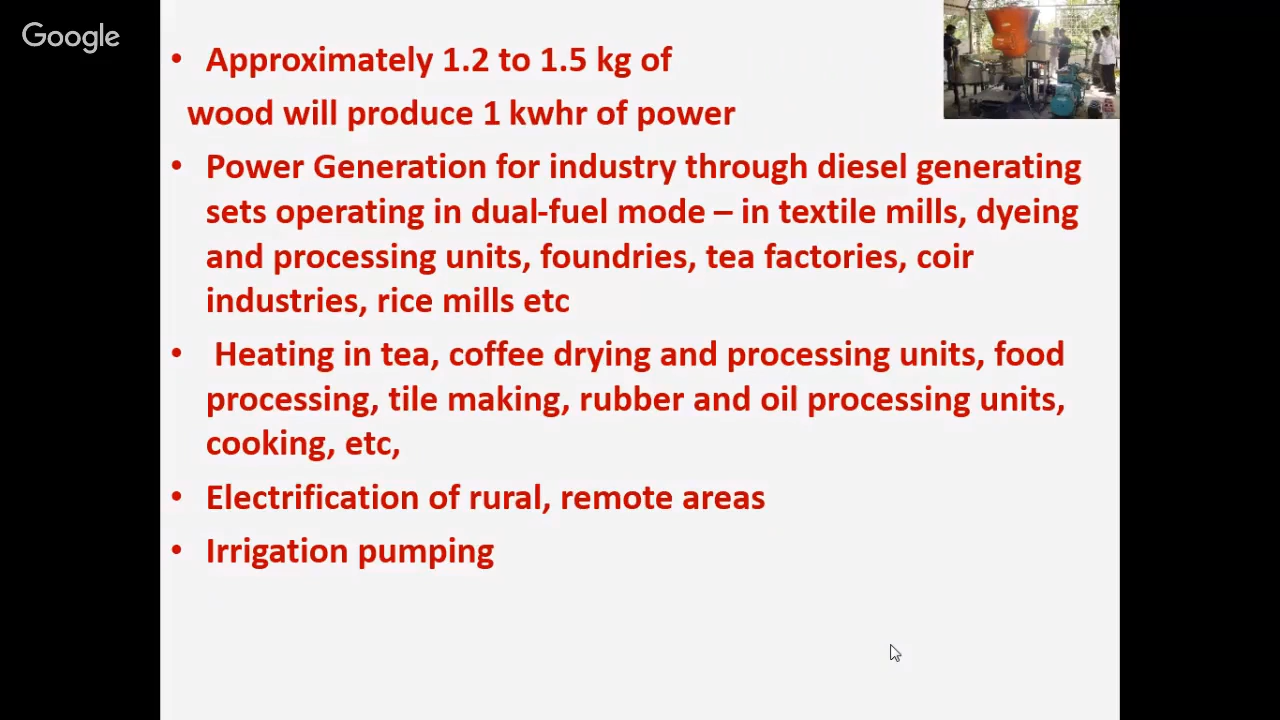 Google
• Approximately 1.2 to 1.5 kg of
wood will produce 1 kwhr of power
• Power Generation for industry through diesel generating
sets operating in dual-fuel mode – in textile mills, dyeing
and processing units, foundries, tea factories, coir
industries, rice mills etc
• Heating in tea, coffee drying and processing units, food
processing, tile making, rubber and oil processing units,
cooking, etc,
• Electrification of rural, remote areas
• Irrigation pumping